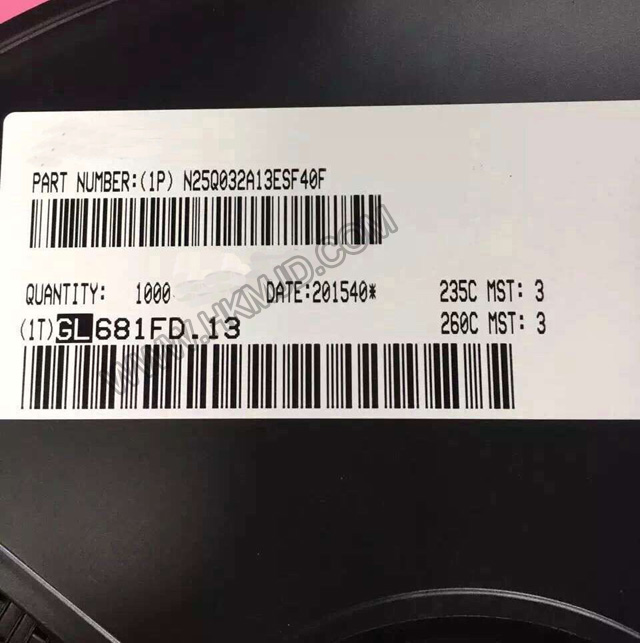 PART NUMBER:(1P) N25Q032A13ESF40F
QUANTITY: 1000 DATE:201540* 235C MST: 3
(1T)GL681FD.13 260C MST: 3
WWW.HKMJD.COM